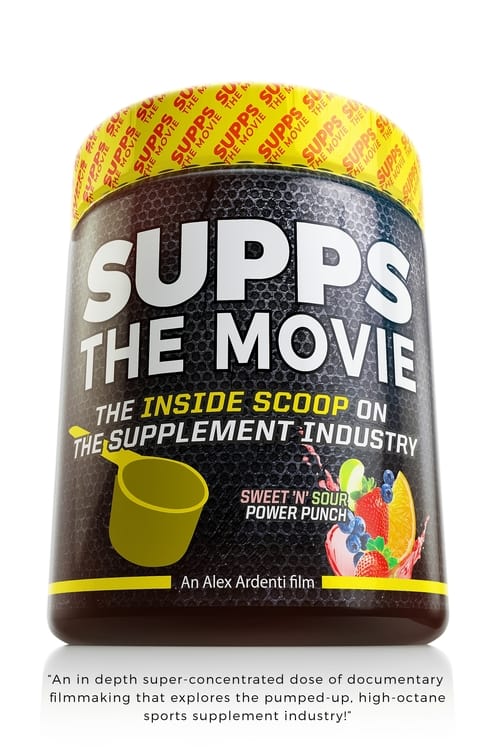 SUPPS
THE MOVIE
THE INSIDE SCOOP ON
THE SUPPLEMENT INDUSTRY
SWEET 'N' SOUR
POWER PUNCH
An Alex Ardenti film
"An in depth super-concentrated dose of documentary
filmmaking that explores the pumped-up, high-octane
sports supplement industry!"